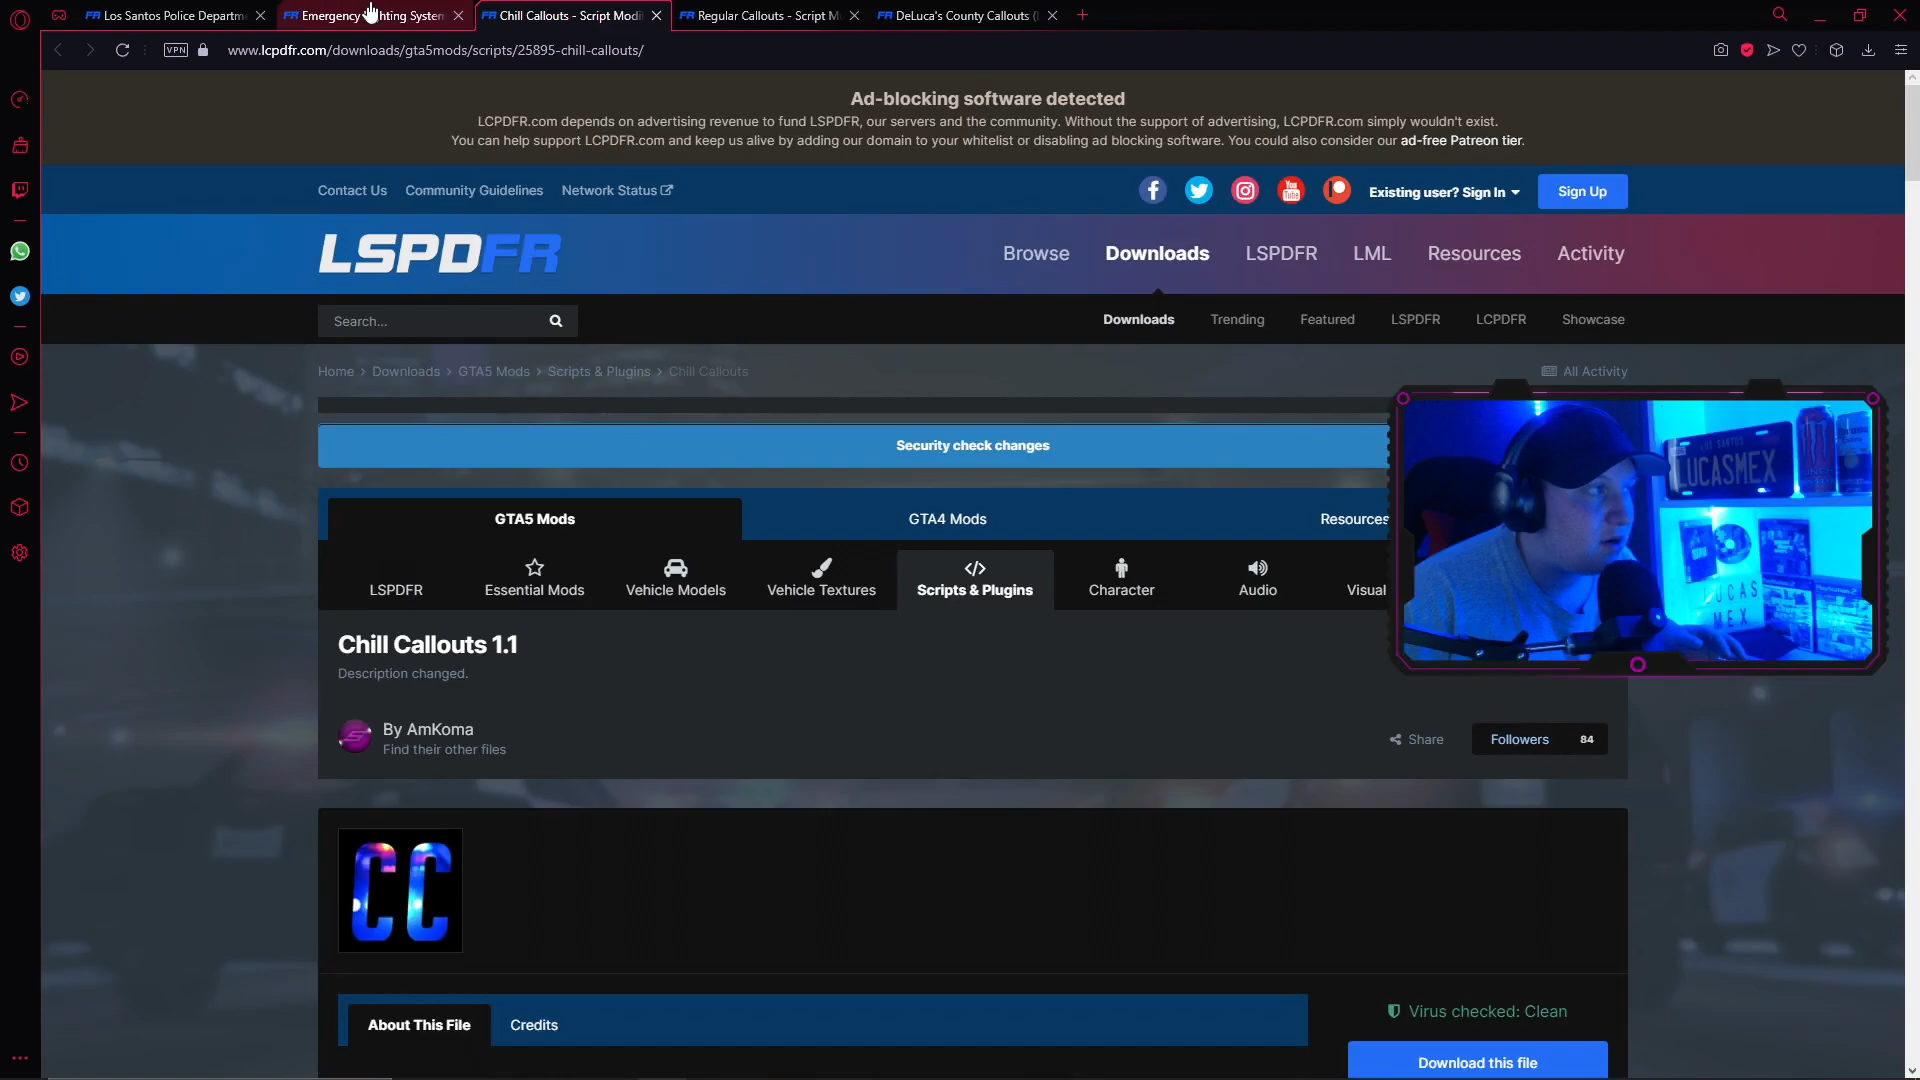 Los Santos Police Departm
Emergency
hting System
Chill Callouts - Script Modi
Regular Callouts - Script M
DeLuca's County Callouts (
VPN
www.lcpdfr.com/downloads/gta5mods/scripts/25895-chill-callouts/
Ad-blocking software detected
LCPDFR.com depends on advertising revenue to fund LSPDFR, our servers and the community. Without the support of advertising, LCPDFR.com simply wouldn't exist.
You can help support LCPDFR.com and keep us alive by adding our domain to your whitelist or disabling ad blocking software. You could also consider our ad-free Patreon tier.
Contact Us
Community Guidelines
Network Status
Existing user? Sign In
Sign Up
LSPDFR
Browse
Downloads
LSPDFR
LML
Resources
Activity
Search...
Downloads
Trending
Featured
LSPDFR
LCPDFR
Showcase
Home > Downloads > GTA5 Mods > Scripts & Plugins > Chill Callouts
All Activity
Security check changes
GTA5 Mods
GTA4 Mods
Resources
LSPDFR
Essential Mods
Vehicle Models
Vehicle Textures
Scripts & Plugins
Character
Audio
Visual
LUCASMEX
LUCAS
MEX
Chill Callouts 1.1
Description changed.
By AmKoma
Find their other files
Share
Followers 84
CC
About This File
Credits
Virus checked: Clean
Download this file